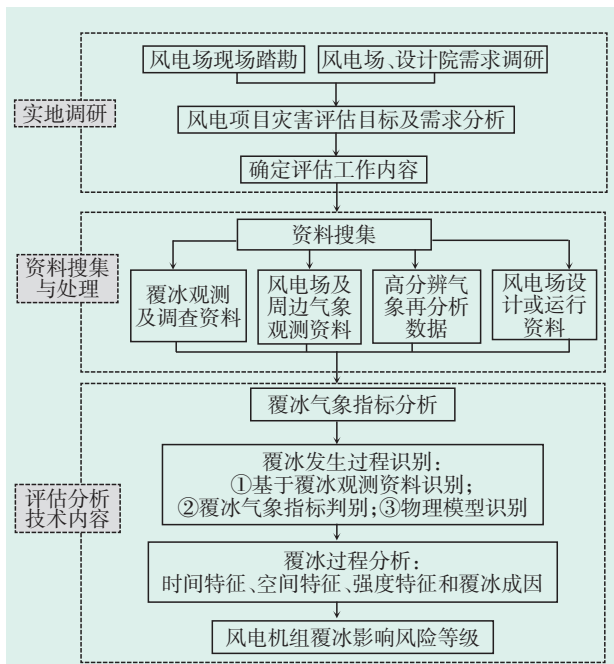 风电场现场踏勘
风电场、设计院需求调研
实地调研
风电项目灾害评估目标及需求分析
确定评估工作内容
资料搜集
与处理
资料搜集
覆冰观测
及调查资料
风电场及
周边气象
观测资料
高分辨气
象再分析
数据
风电场设
计或运行
资料
评估分析
技术内容
覆冰气象指标分析
覆冰发生过程识别：
①基于覆冰观测资料识别；
②覆冰气象指标判别；③物理模型识别
覆冰过程分析：
时间特征、空间特征、强度特征和覆冰成因
风电机组覆冰影响风险等级